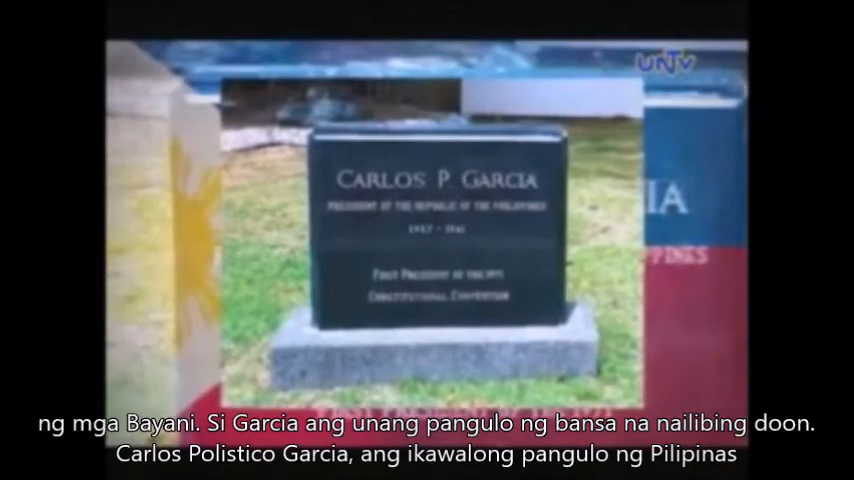 UNTV
CARLOS P. GARCIA
PRESIDENT OF THE REPUBLIC OF THE PHILIPPINES
1957 - 1961
FIRST PRESIDENT OF THE 1971
CONSTITUTIONAL CONVENTION
IA
PPINES
ng mga Bayani. Si Garcia ang unang pangulo ng bansa na nailibing doon.
Carlos Polistico Garcia, ang ikawalong pangulo ng Pilipinas